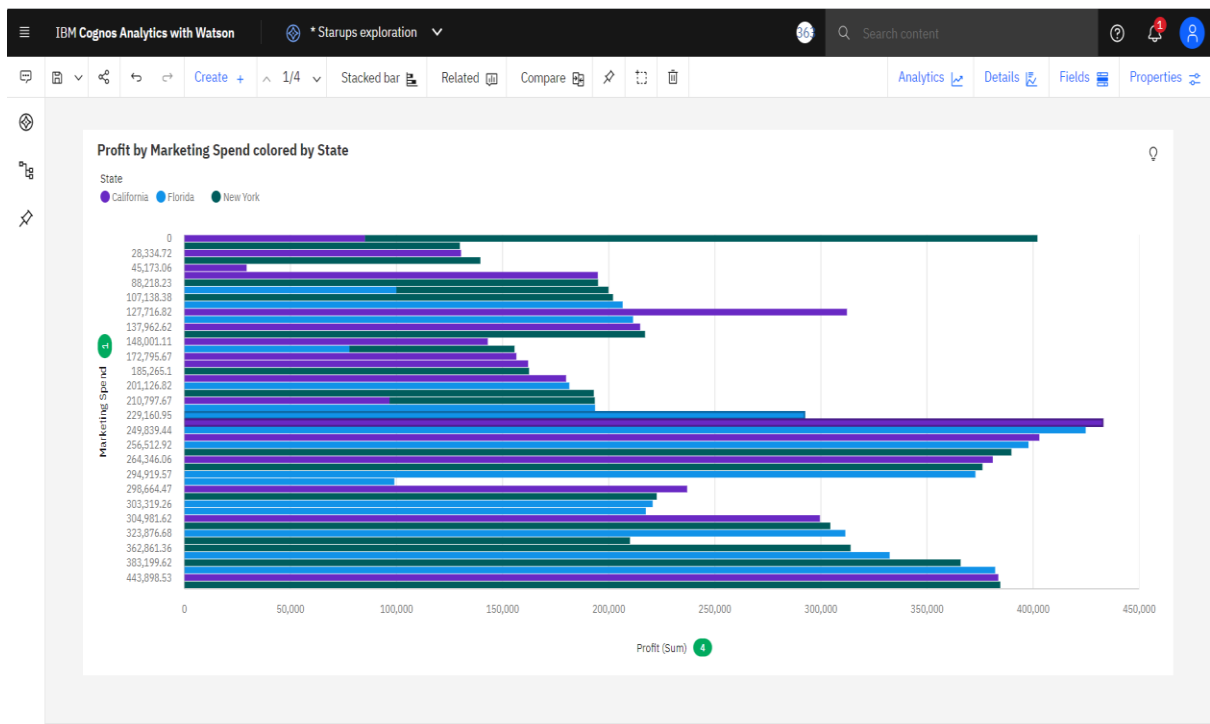 IBM Cognos Analytics with Watson
* Starups exploration
363
Search content
1
Create +
1/4
Stacked bar
Related
Compare
Analytics
Details
Fields
Properties
Profit by Marketing Spend colored by State
State
California
Florida
New York
0
28,334.72
45,173.06
88,218.23
107,138.38
127,716.82
137,962.62
148,001.11
172,795.67
185,265.1
201,126.82
210,797.67
229,160.95
249,839.44
256,512.92
264,346.06
294,919.57
298,664.47
303,319.26
304,981.62
323,876.68
362,861.36
383,199.62
443,898.53
Marketing Spend 1
0 50,000 100,000 150,000 200,000 250,000 300,000 350,000 400,000 450,000
Profit (Sum) 4